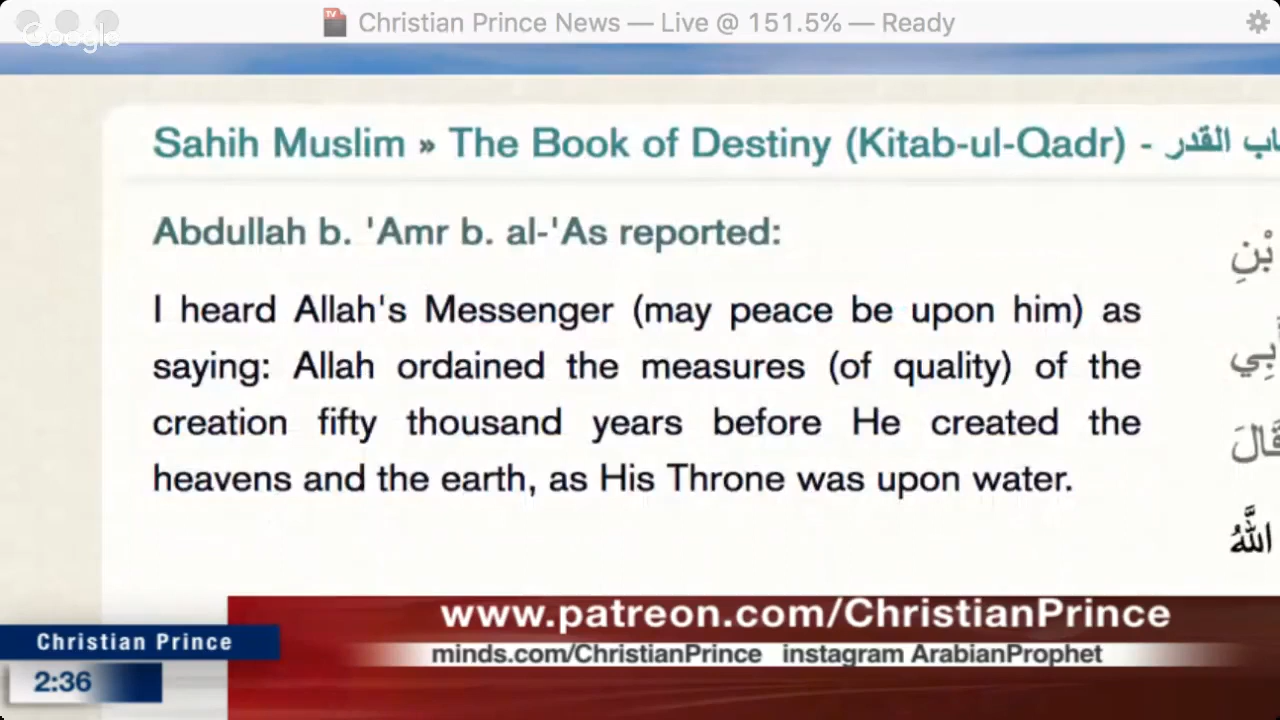 Christian Prince News — Live @ 151.5% — Ready
Google
Sahih Muslim » The Book of Destiny (Kitab-ul-Qadr) - اب القدر
Abdullah b. 'Amr b. al-'As reported:
بْنِ
I heard Allah's Messenger (may peace be upon him) as
saying: Allah ordained the measures (of quality) of the
أَبِي
creation fifty thousand years before He created the
قَالَ
heavens and the earth, as His Throne was upon water.
اللَّهُ
www.patreon.com/ChristianPrince
Christian Prince
minds.com/ChristianPrince instagram ArabianProphet
2:36